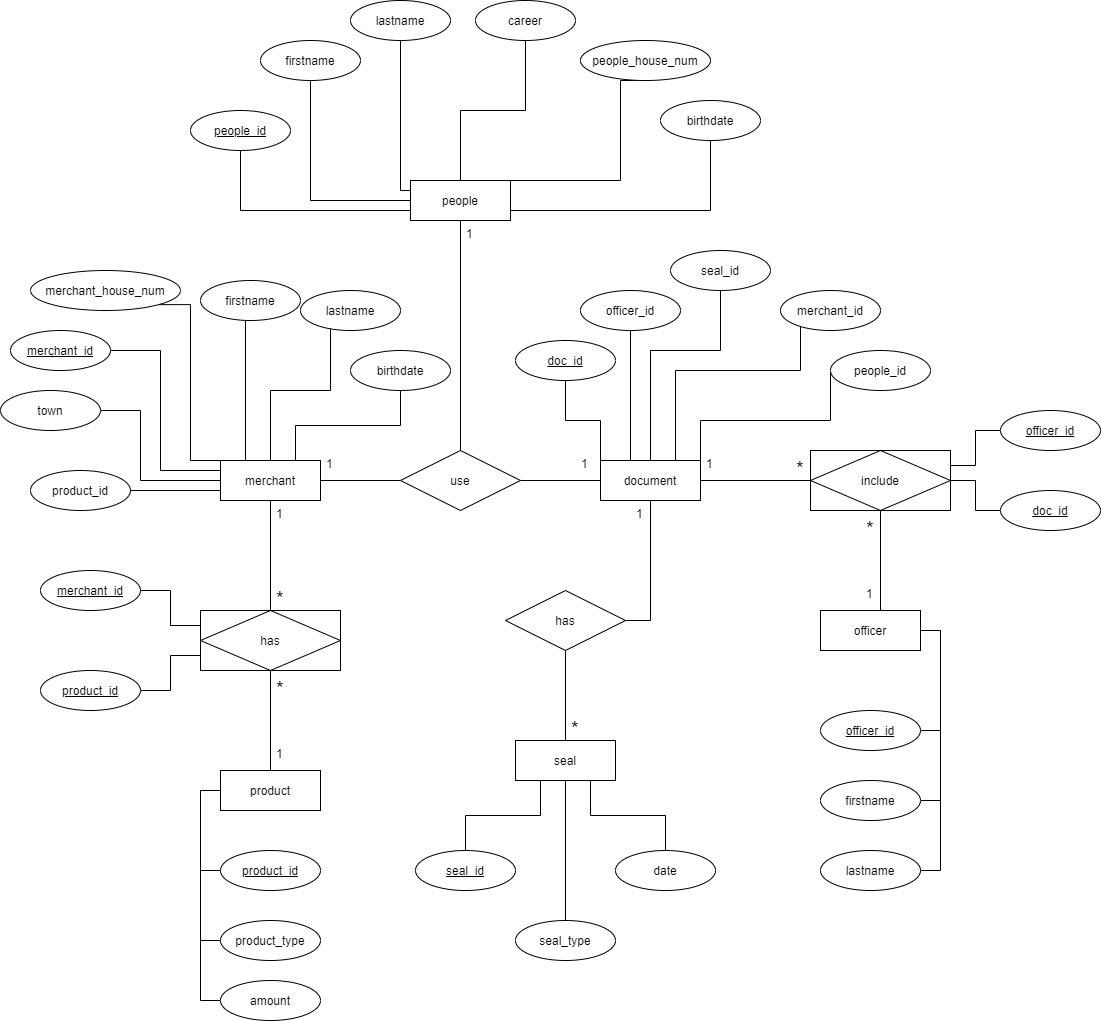 lastname
career
firstname
people_house_num
people_id
birthdate
people
1
seal_id
merchant_house_num
firstname
lastname
officer_id
merchant_id
merchant_id
birthdate
doc_id
people_id
town
officer_id
product_id
merchant
1
use
1
document
1
*
include
doc_id
1
1
*
merchant_id
*
1
has
has
officer
product_id
*
*
officer_id
1
seal
product
firstname
product_id
seal_id
date
lastname
product_type
seal_type
amount